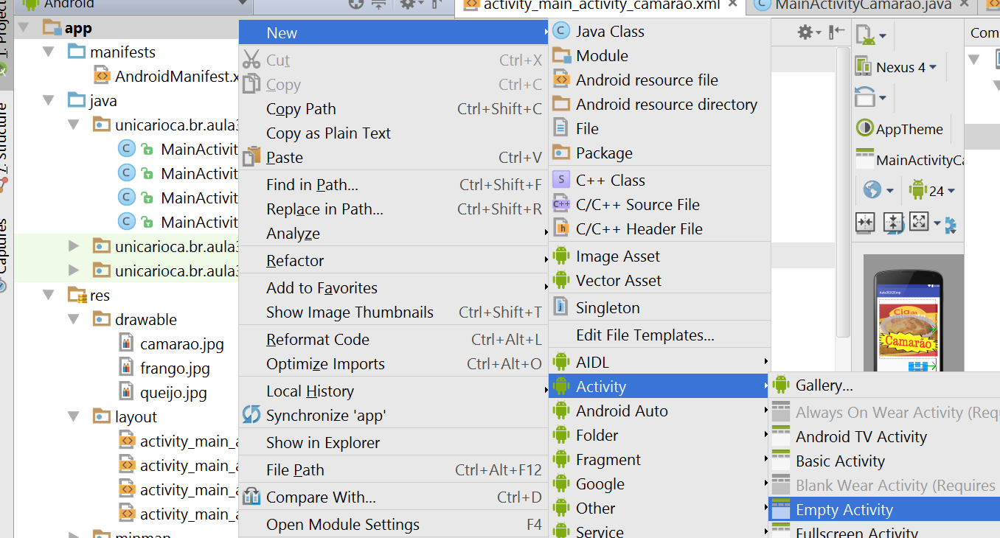 Android
activity_main_activity_camarao.xml
MainActivityCamarao.java
1: Project
7: Structure
Captures
app
manifests
AndroidManifest.x
java
unicarioca.br.aula3
MainActivit
MainActivit
MainActivit
MainActivit
unicarioca.br.aula3
unicarioca.br.aula3
res
drawable
camarao.jpg
frango.jpg
queijo.jpg
layout
activity_main_a
activity_main_a
activity_main_a
activity_main_a
mipmap
New
Cut Ctrl+X
Copy Ctrl+C
Copy Path Ctrl+Shift+C
Copy as Plain Text
Paste Ctrl+V
Find in Path... Ctrl+Shift+F
Replace in Path... Ctrl+Shift+R
Analyze
Refactor
Add to Favorites
Show Image Thumbnails Ctrl+Shift+T
Reformat Code Ctrl+Alt+L
Optimize Imports Ctrl+Alt+O
Local History
Synchronize 'app'
Show in Explorer
File Path Ctrl+Alt+F12
Compare With... Ctrl+D
Open Module Settings F4
Java Class
Module
Android resource file
Android resource directory
File
Package
C++ Class
C/C++ Source File
C/C++ Header File
Image Asset
Vector Asset
Singleton
Edit File Templates...
AIDL
Activity
Android Auto
Folder
Fragment
Google
Other
Service
Gallery...
Always On Wear Activity (Requ
Android TV Activity
Basic Activity
Blank Wear Activity (Requires
Empty Activity
Fullscreen Activity
Nexus 4
AppTheme
MainActivityCa
24
Com
Cia do
Camarão